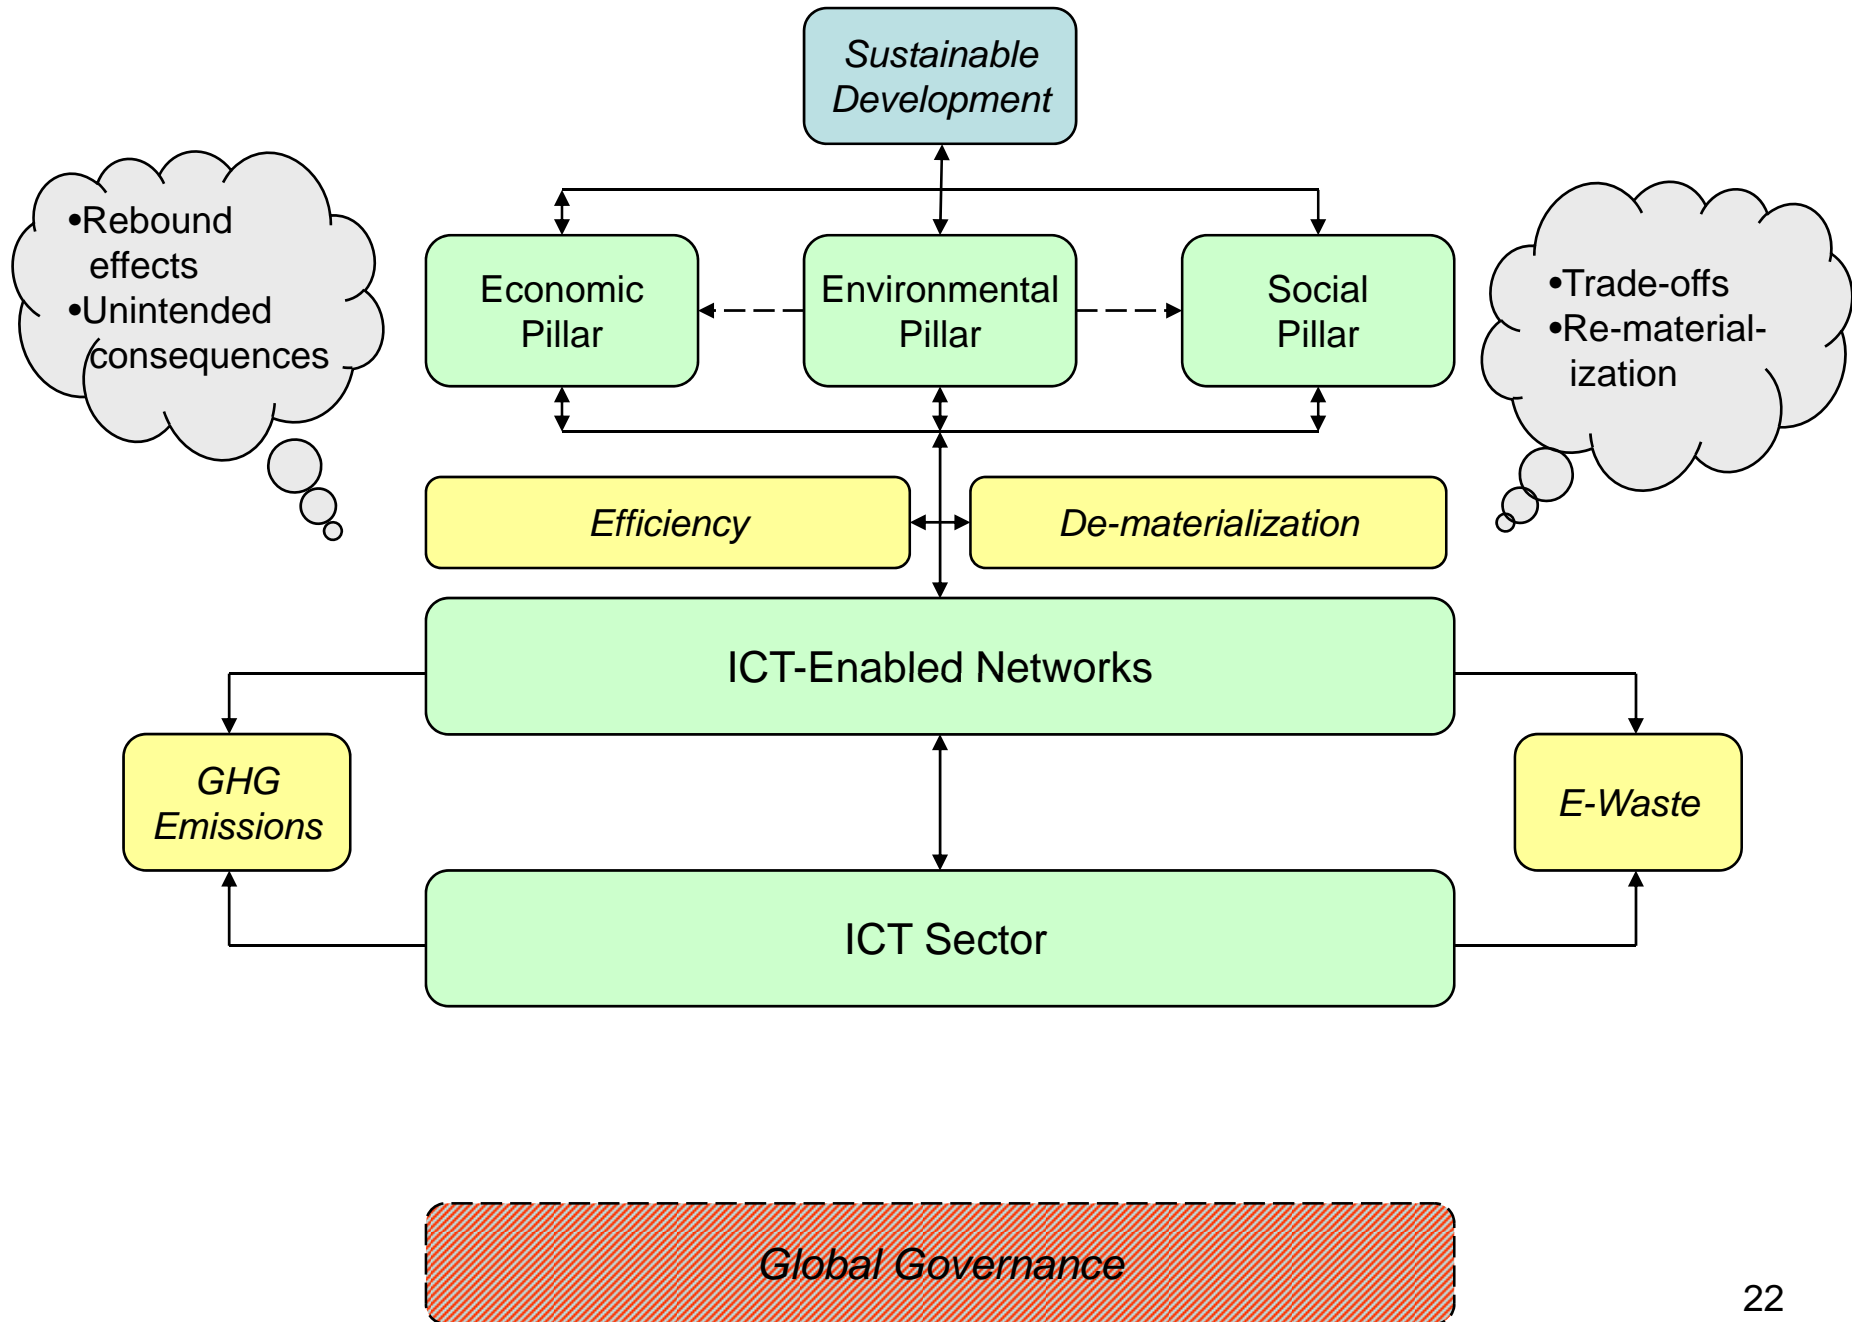 Sustainable
Development
•Rebound
effects
•Unintended
consequences
Economic
Pillar
Environmental
Pillar
Social
Pillar
•Trade-offs
•Re-material-
ization
Efficiency
De-materialization
ICT-Enabled Networks
GHG
Emissions
E-Waste
ICT Sector
Global Governance
22